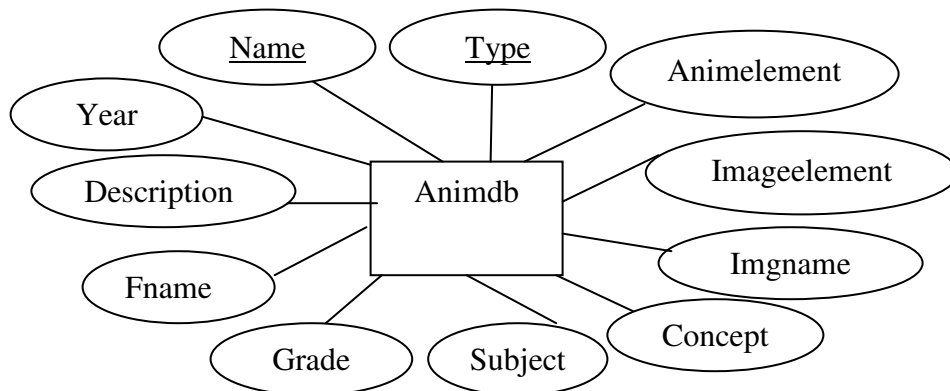 Name
Type
Animelement
Year
Imageelement
Description
Animdb
Imgname
Fname
Concept
Grade
Subject